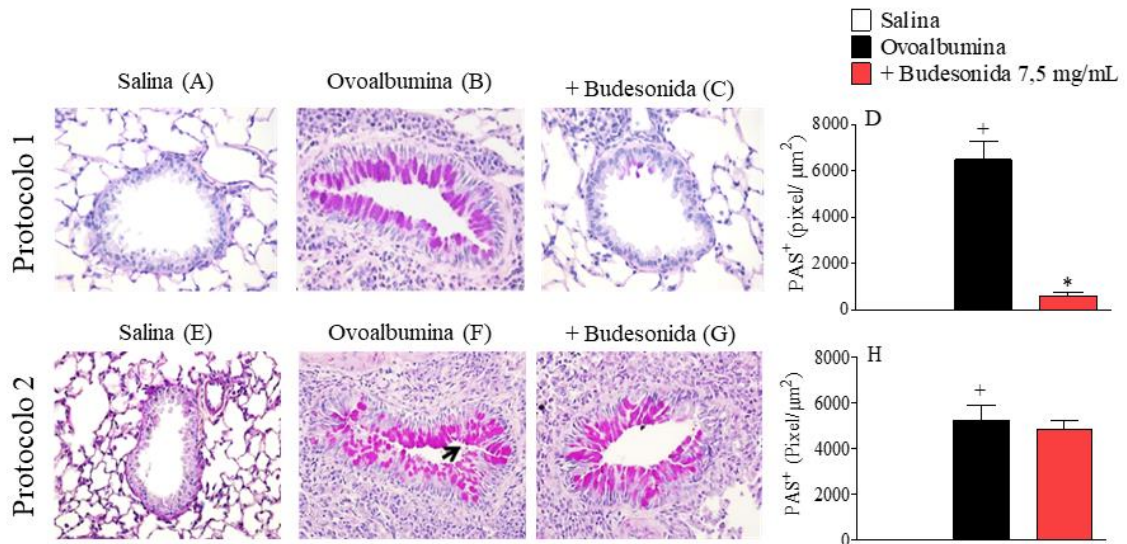 Salina
Ovoalbumina
+ Budesonida 7,5 mg/mL
Salina (A)
Ovoalbumina (B)
+ Budesonida (C)
Protocolo 1
D
PAS⁺ (pixel/ μm²)
8000
6000
4000
2000
0
+
*
Salina (E)
Ovoalbumina (F)
+ Budesonida (G)
Protocolo 2
H
PAS⁺ (Pixel/μm²)
8000
6000
4000
2000
0
+